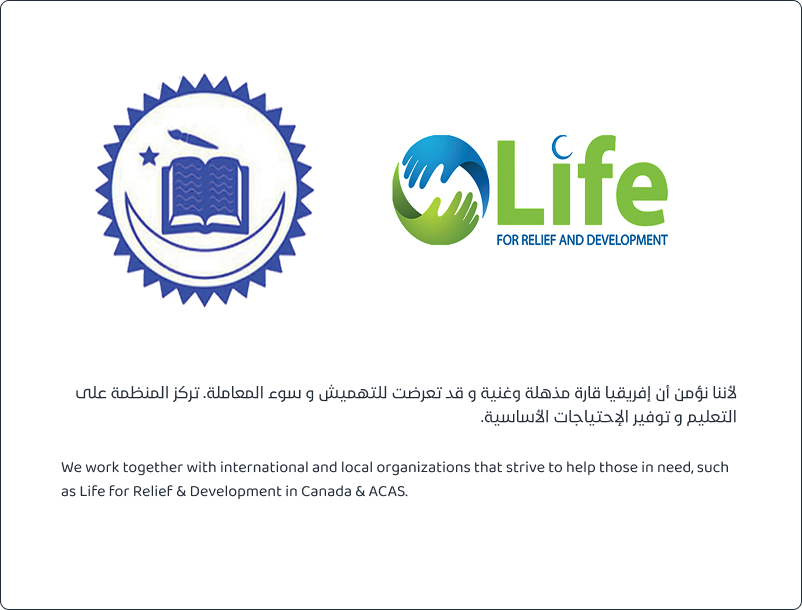 Life
FOR RELIEF AND DEVELOPMENT
لأننا نؤمن أن إفريقيا قارة مذهلة وغنية و قد تعرضت للتهميش و سوء المعاملة. تركز المنظمة على
التعليم و توفير الإحتياجات الأساسية.
We work together with international and local organizations that strive to help those in need, such
as Life for Relief & Development in Canada & ACAS.